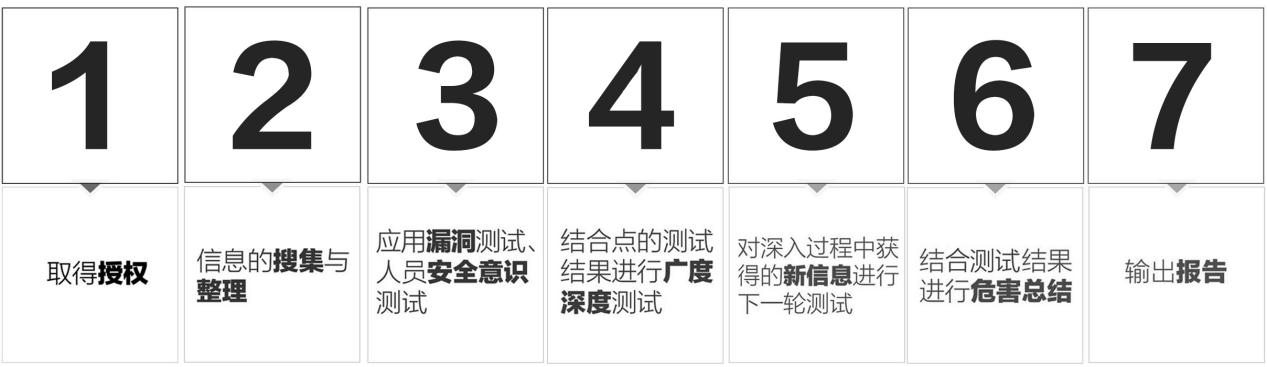 1
2
3
4
5
6
7
取得授权
信息的搜集与
整理
应用漏洞测试、
人员安全意识
测试
结合点的测试
结果进行广度
深度测试
对深入过程中获
得的新信息进行
下一轮测试
结合测试结果
进行危害总结
输出报告